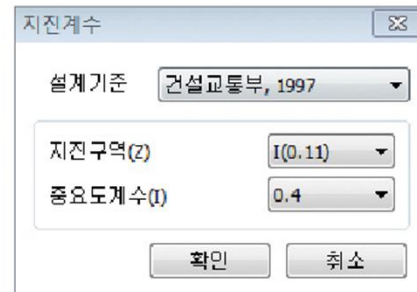 지진계수
설계기준 건설교통부, 1997
지진구역(Z) I(0.11)
중요도계수(I) 0.4
확인 취소